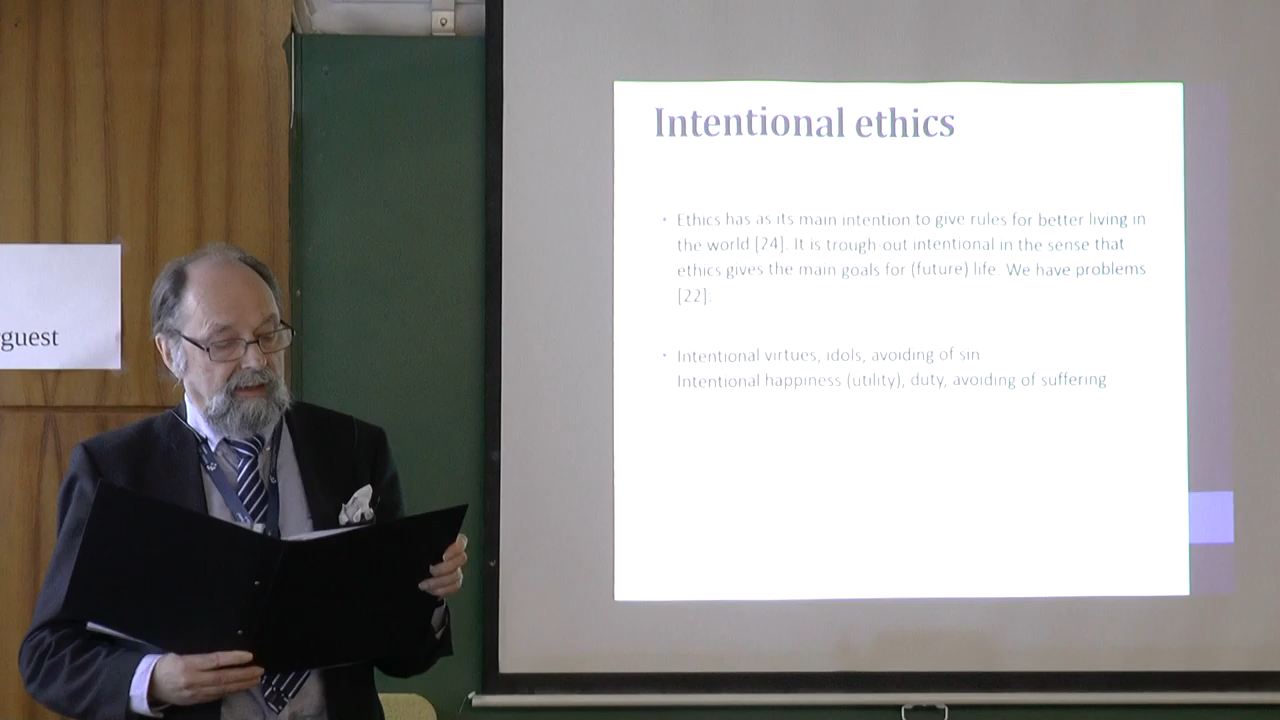 guest
Intentional ethics
• Ethics has as its main intention to give rules for better living in
the world [24]. It is trough-out intentional in the sense that
ethics gives the main goals for (future) life. We have problems
[22]:
• Intentional virtues, idols, avoiding of sin
Intentional happiness (utility), duty, avoiding of suffering